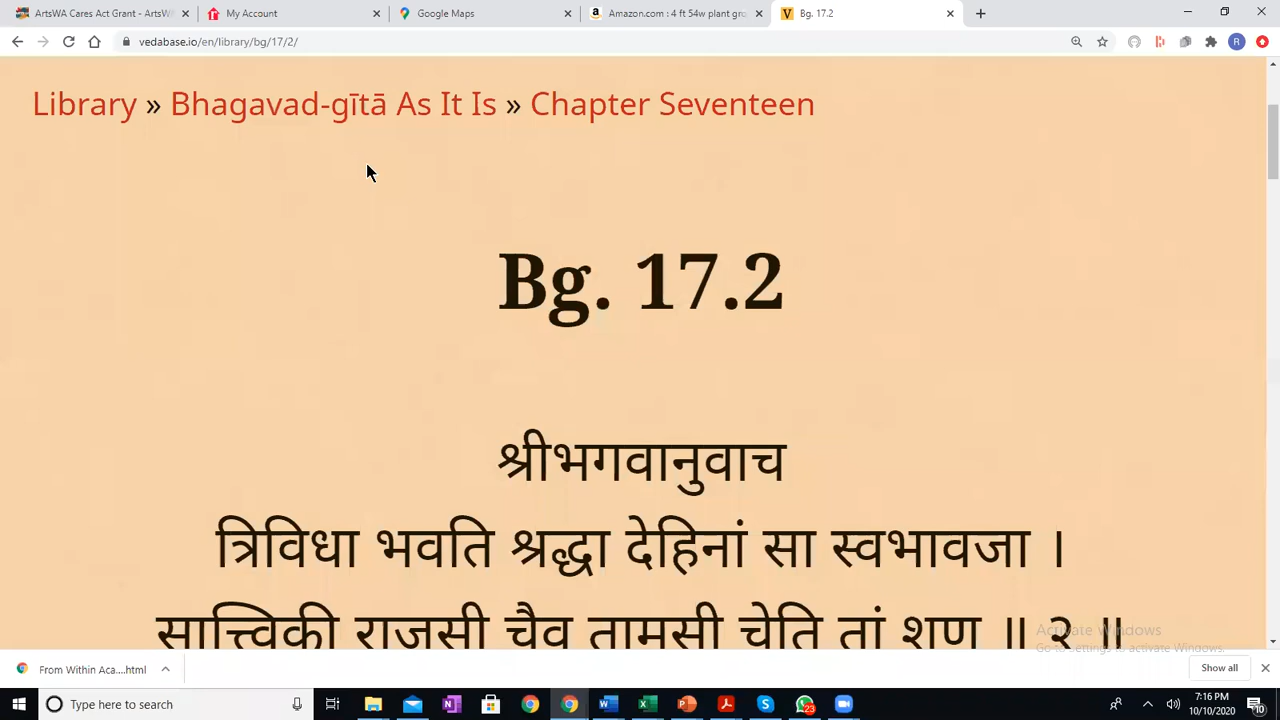 ArtsWA Cares Act Grant - ArtsW
My Account
Google Maps
Amazon.com : 4 ft 54w plant gro
Bg. 17.2
vedabase.io/en/library/bg/17/2/
R
Library » Bhagavad-gītā As It Is » Chapter Seventeen
Bg. 17.2
श्रीभगवानुवाच
त्रिविधा भवति श्रद्धा देहिनां सा स्वभावजा ।
सात्त्विकी राजसी चैव तामसी चेति तां शृणु ॥ २ ॥
Activate Windows
Go to Settings to activate Windows.
From Within Aca....html
Show all
Type here to search
23
7:16 PM
10/10/2020
10